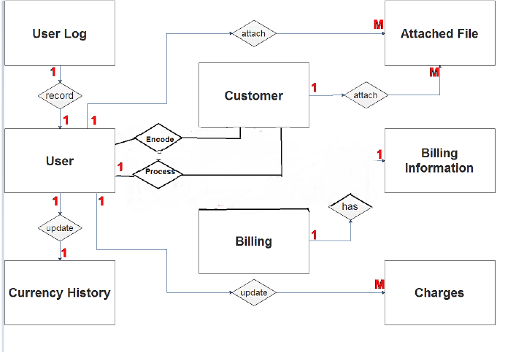 User Log
attach
M
Attached File
1
record
1
1
Customer
1
attach
M
User
Encode
Process
1
1
Billing
Information
1
1
update
1
has
Billing
1
Currency History
update
M
Charges